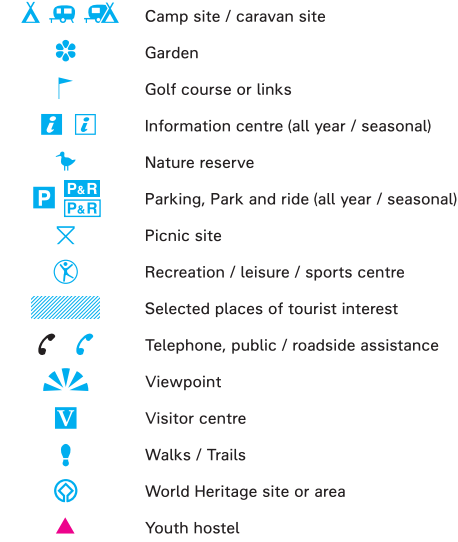 Camp site / caravan site
Garden
Golf course or links
i i Information centre (all year / seasonal)
Nature reserve
P P&R P&R Parking, Park and ride (all year / seasonal)
Picnic site
Recreation / leisure / sports centre
Selected places of tourist interest
Telephone, public / roadside assistance
Viewpoint
V Visitor centre
Walks / Trails
World Heritage site or area
Youth hostel